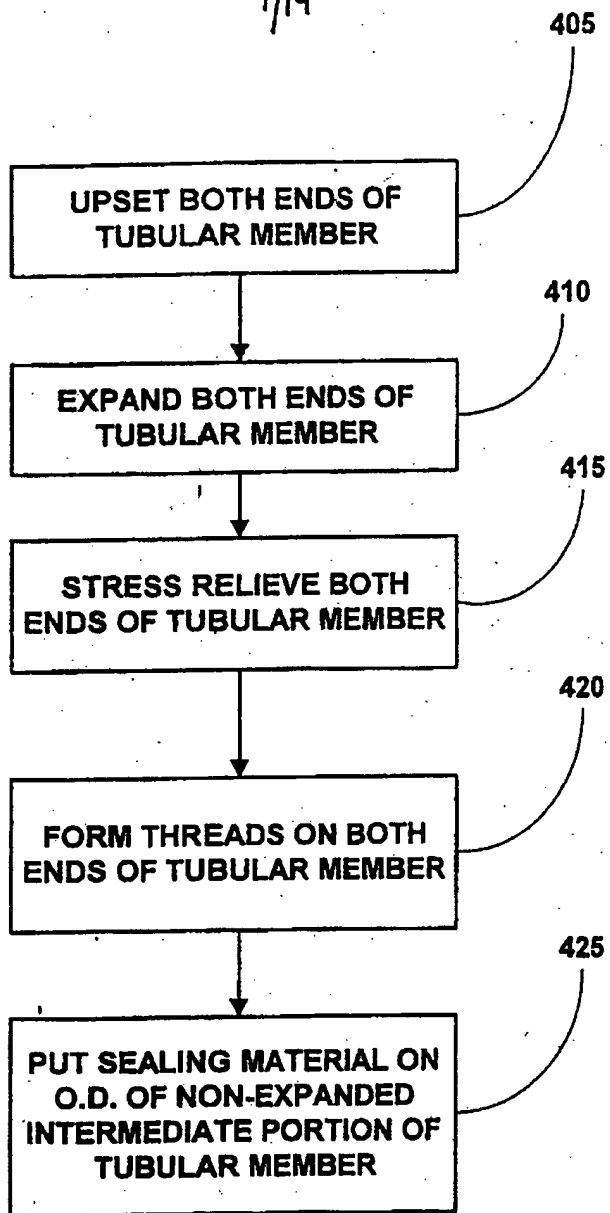 405
UPSET BOTH ENDS OF
TUBULAR MEMBER
410
EXPAND BOTH ENDS OF
TUBULAR MEMBER
415
STRESS RELIEVE BOTH
ENDS OF TUBULAR MEMBER
420
FORM THREADS ON BOTH
ENDS OF TUBULAR MEMBER
425
PUT SEALING MATERIAL ON
O.D. OF NON-EXPANDED
INTERMEDIATE PORTION OF
TUBULAR MEMBER